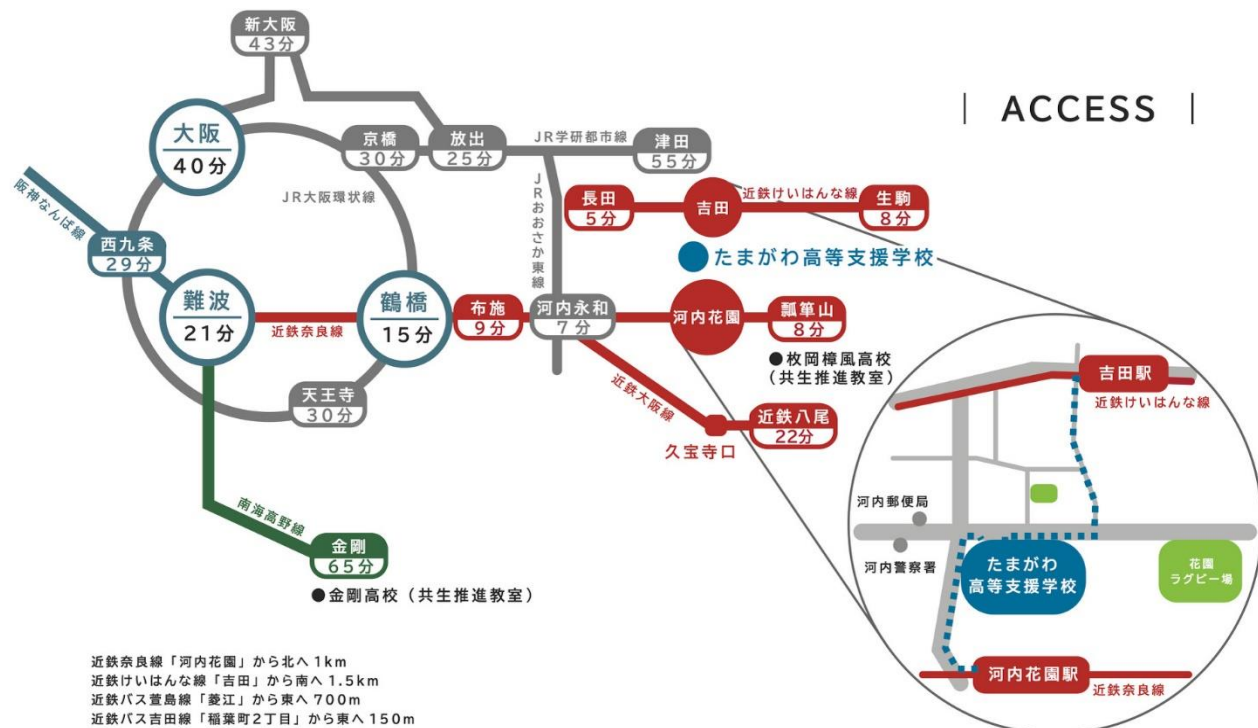 新大阪
43分
| ACCESS |
大阪
40分
京橋
30分
放出
25分
JR学研都市線
津田
55分
阪神なんば線
JR大阪環状線
JRおおさか東線
長田
5分
吉田
近鉄けいはんな線
生駒
8分
たまがわ高等支援学校
西九条
29分
難波
21分
近鉄奈良線
鶴橋
15分
布施
9分
河内永和
7分
河内花園
瓢箪山
8分
●枚岡樟風高校
(共生推進教室)
天王寺
30分
近鉄大阪線
久宝寺口
近鉄八尾
22分
南海高野線
金剛
65分
●金剛高校(共生推進教室)
吉田駅
近鉄けいはんな線
河内郵便局
河内警察署
たまがわ
高等支援学校
花園
ラグビー場
河内花園駅
近鉄奈良線
近鉄奈良線「河内花園」から北へ1km
近鉄けいはんな線「吉田」から南へ1.5km
近鉄バス萱島線「菱江」から東へ700m
近鉄バス吉田線「稲葉町2丁目」から東へ150m